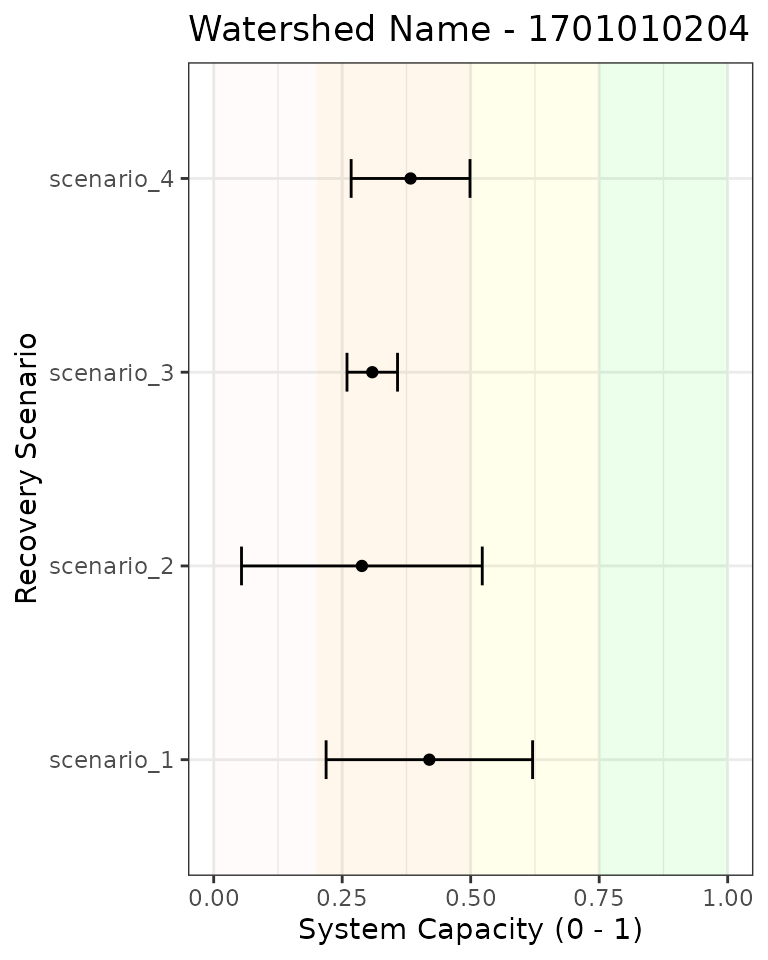 Watershed Name - 1701010204
Recovery Scenario
scenario_4
scenario_3
scenario_2
scenario_1
0.00 0.25 0.50 0.75 1.00
System Capacity (0 - 1)